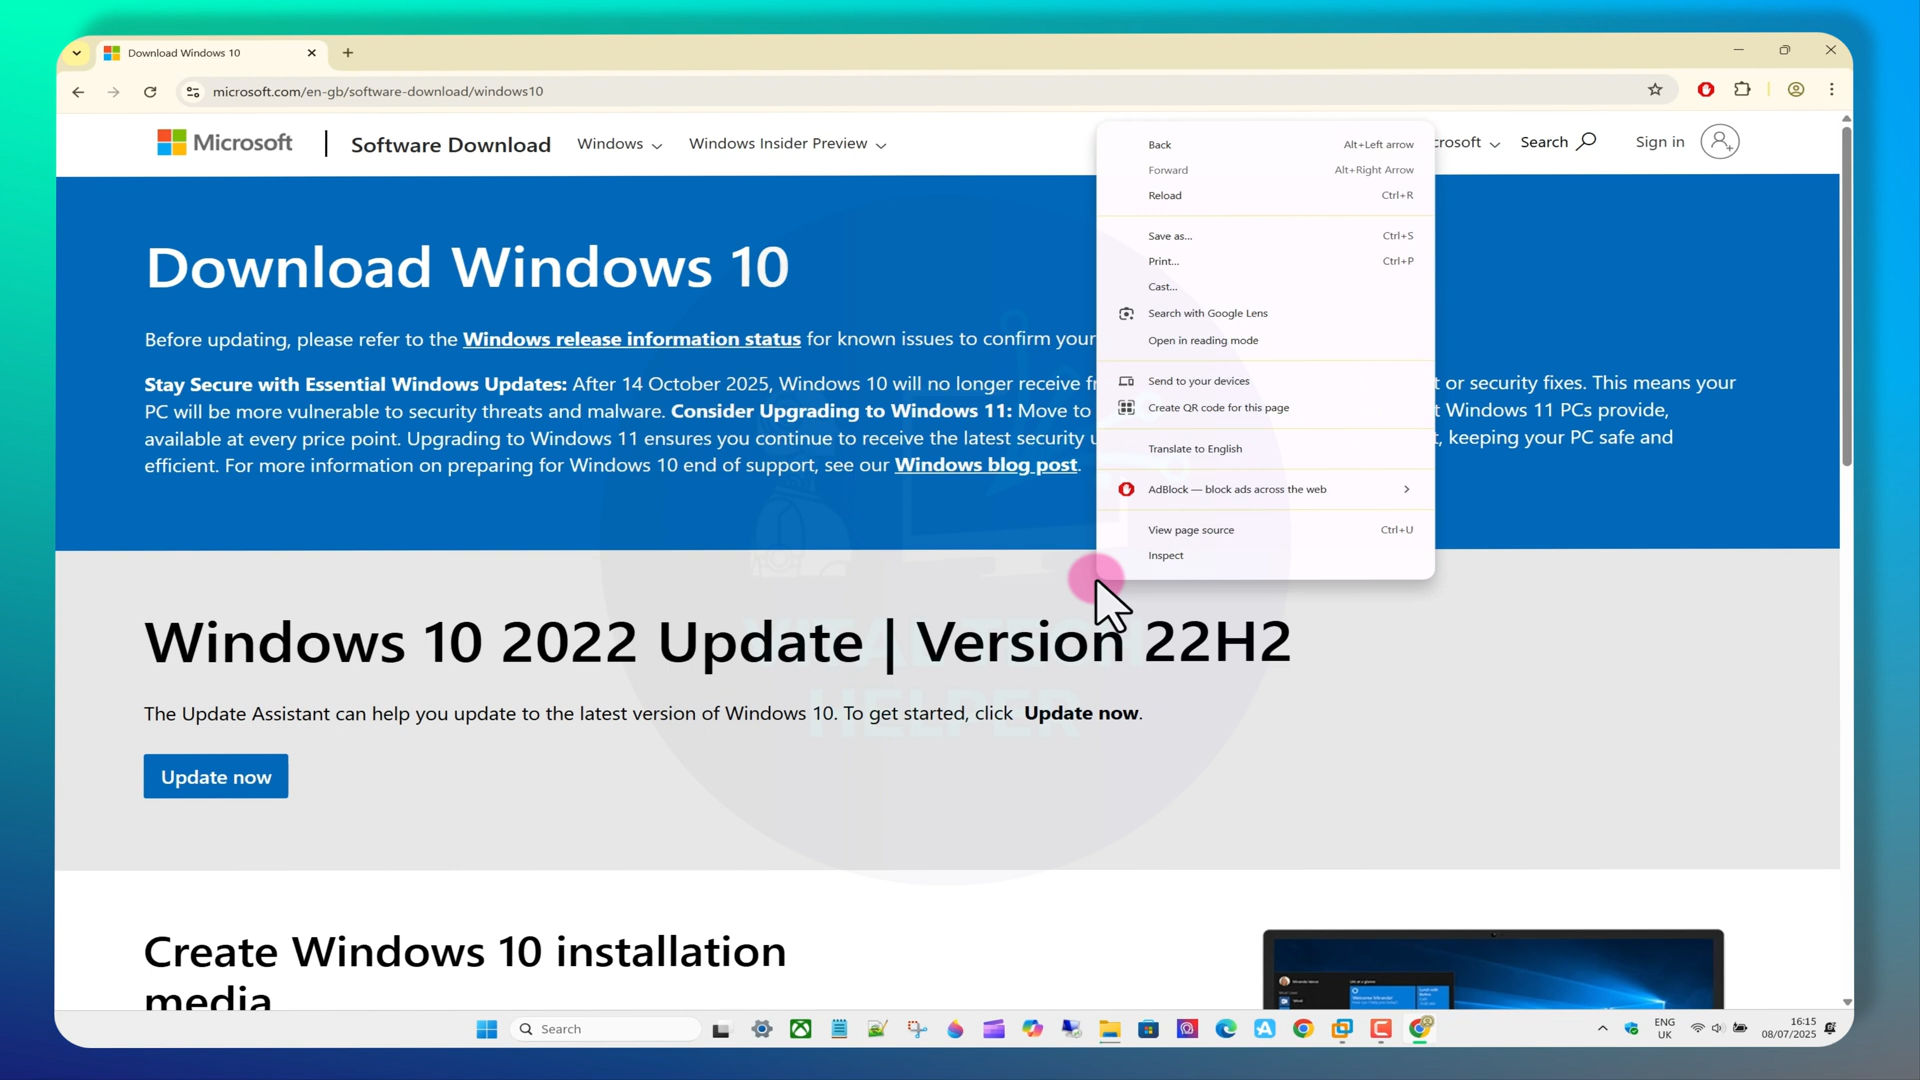 Download Windows 10
microsoft.com/en-gb/software-download/windows10
Microsoft
Software Download
Windows
Windows Insider Preview
crosoft
Search
Sign in
Back Alt+Left arrow
Forward Alt+Right Arrow
Reload Ctrl+R
Save as... Ctrl+S
Print... Ctrl+P
Cast...
Search with Google Lens
Open in reading mode
Send to your devices
Create QR code for this page
Translate to English
AdBlock — block ads across the web
View page source Ctrl+U
Inspect
Download Windows 10
Before updating, please refer to the Windows release information status for known issues to confirm your
Stay Secure with Essential Windows Updates: After 14 October 2025, Windows 10 will no longer receive fr t or security fixes. This means your
PC will be more vulnerable to security threats and malware. Consider Upgrading to Windows 11: Move to t Windows 11 PCs provide,
available at every price point. Upgrading to Windows 11 ensures you continue to receive the latest security u t, keeping your PC safe and
efficient. For more information on preparing for Windows 10 end of support, see our Windows blog post.
Windows 10 2022 Update | Version 22H2
The Update Assistant can help you update to the latest version of Windows 10. To get started, click Update now.
HELPER
Update now
Create Windows 10 installation
media
Search
ENG
UK
16:15
08/07/2025